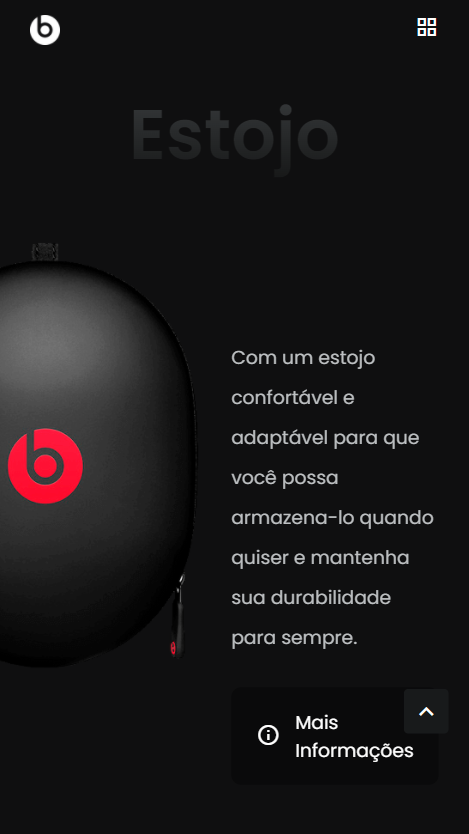 Estojo
Com um estojo
confortável e
adaptável para que
você possa
armazena-lo quando
quiser e mantenha
sua durabilidade
para sempre.
Mais
Informações